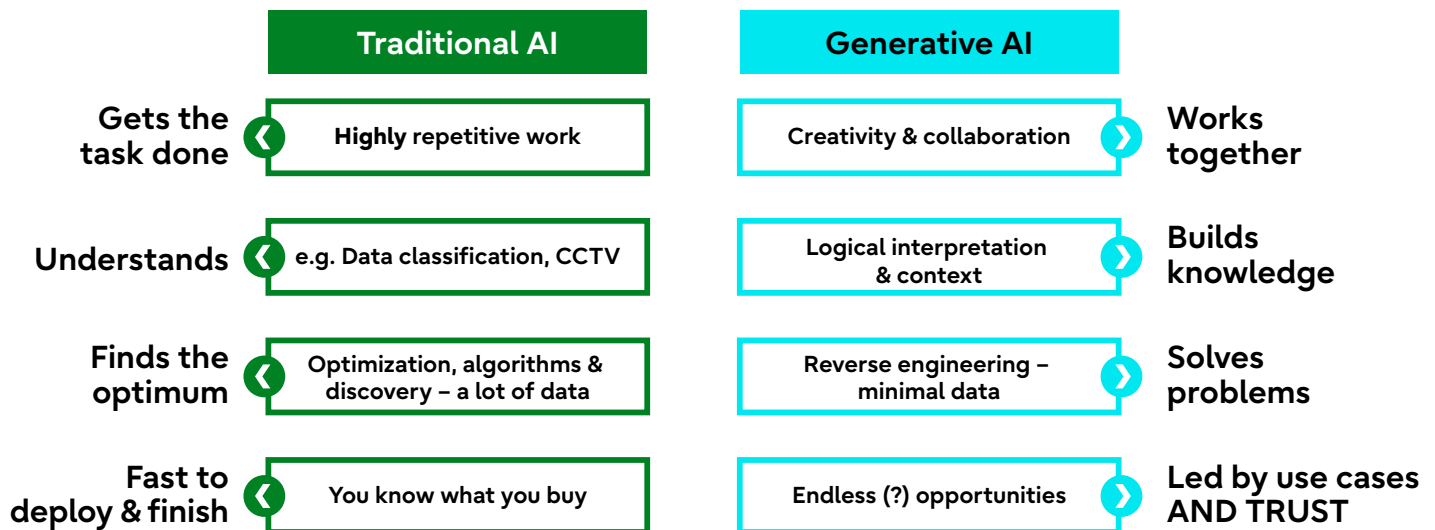 Traditional AI
Generative AI
Gets the
task done
Highly repetitive work
Creativity & collaboration
Works
together
Understands
e.g. Data classification, CCTV
Logical interpretation
& context
Builds
knowledge
Finds the
optimum
Optimization, algorithms &
discovery – a lot of data
Reverse engineering –
minimal data
Solves
problems
Fast to
deploy & finish
You know what you buy
Endless (?) opportunities
Led by use cases
AND TRUST